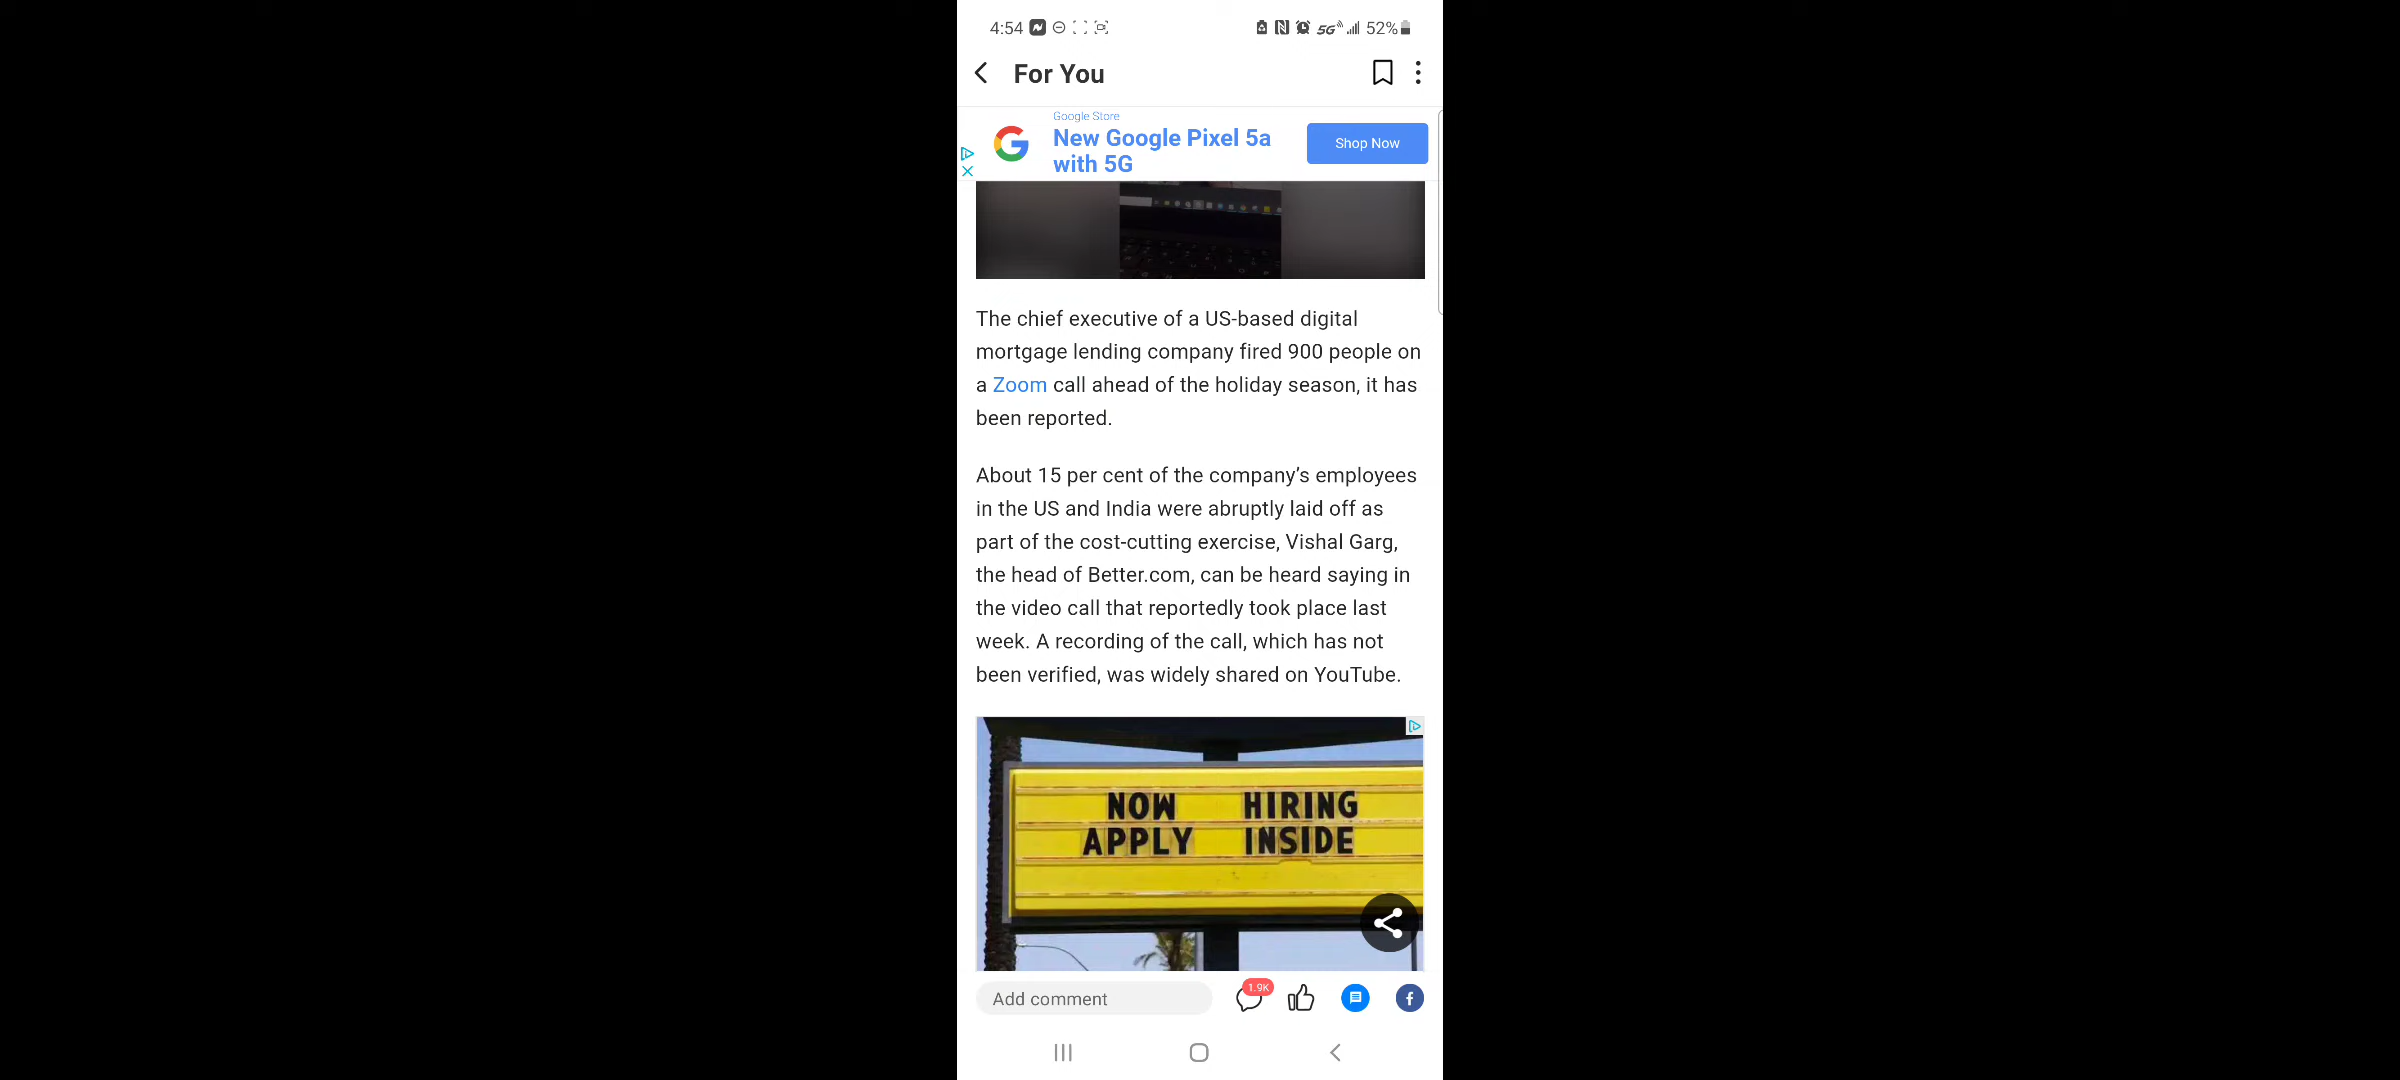 4:54
5G 52%
For You
Google Store
New Google Pixel 5a
with 5G
Shop Now
The chief executive of a US-based digital
mortgage lending company fired 900 people on
a Zoom call ahead of the holiday season, it has
been reported.
About 15 per cent of the company’s employees
in the US and India were abruptly laid off as
part of the cost-cutting exercise, Vishal Garg,
the head of Better.com, can be heard saying in
the video call that reportedly took place last
week. A recording of the call, which has not
been verified, was widely shared on YouTube.
NOW HIRING
APPLY INSIDE
Add comment
1.9K